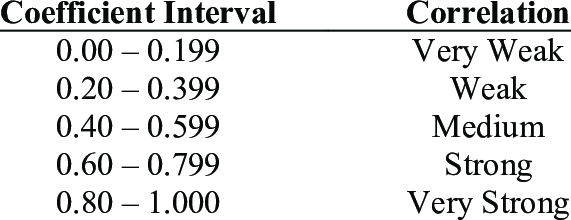 Coefficient Interval Correlation
0.00 – 0.199 Very Weak
0.20 – 0.399 Weak
0.40 – 0.599 Medium
0.60 – 0.799 Strong
0.80 – 1.000 Very Strong